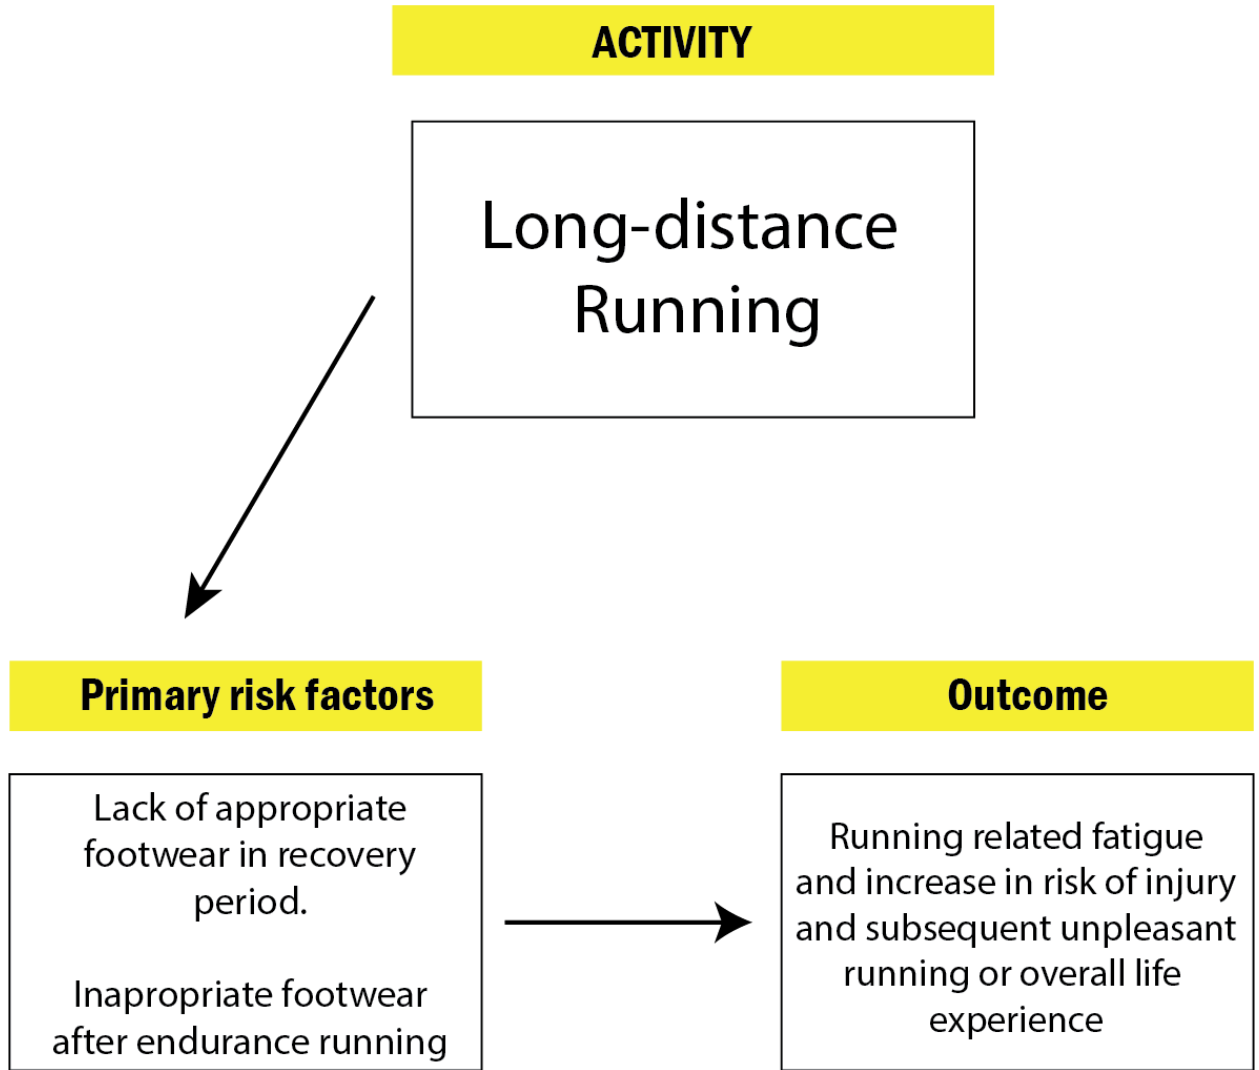 ACTIVITY
Long-distance
Running
Primary risk factors
Lack of appropriate
footwear in recovery
period.
Inapropriate footwear
after endurance running
Outcome
Running related fatigue
and increase in risk of injury
and subsequent unpleasant
running or overall life
experience